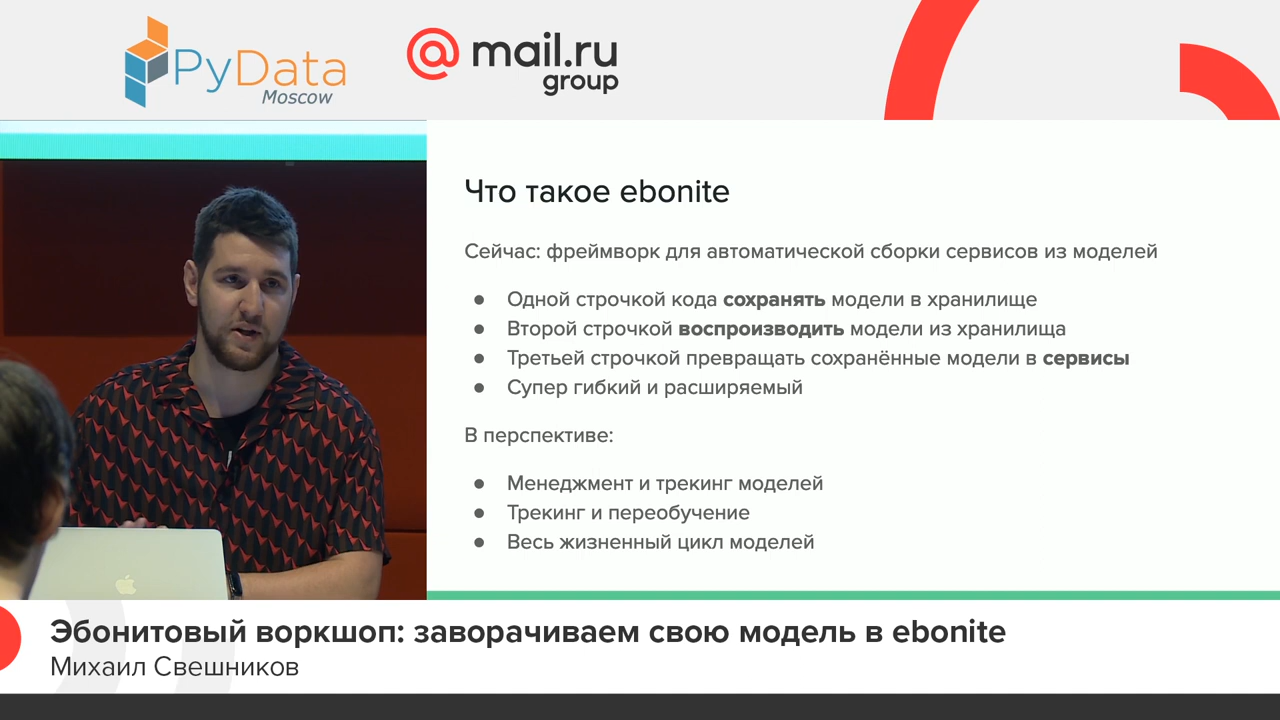 PyData
Moscow
@mail.ru
group
Что такое ebonite
Сейчас: фреймворк для автоматической сборки сервисов из моделей
● Одной строчкой кода сохранять модели в хранилище
● Второй строчкой воспроизводить модели из хранилища
● Третьей строчкой превращать сохранённые модели в сервисы
● Супер гибкий и расширяемый
В перспективе:
● Менеджмент и трекинг моделей
● Трекинг и переобучение
● Весь жизненный цикл моделей
Эбонитовый воркшоп: заворачиваем свою модель в ebonite
Михаил Свешников